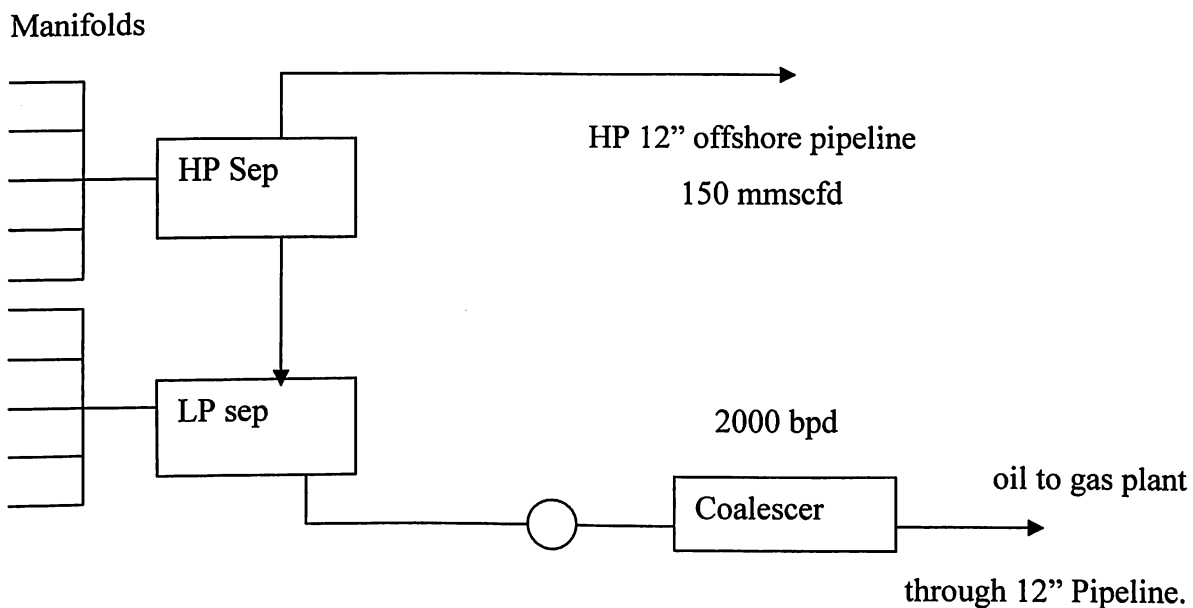 Manifolds
HP Sep
HP 12” offshore pipeline
150 mmscfd
LP sep
2000 bpd
Coalescer
oil to gas plant
through 12” Pipeline.